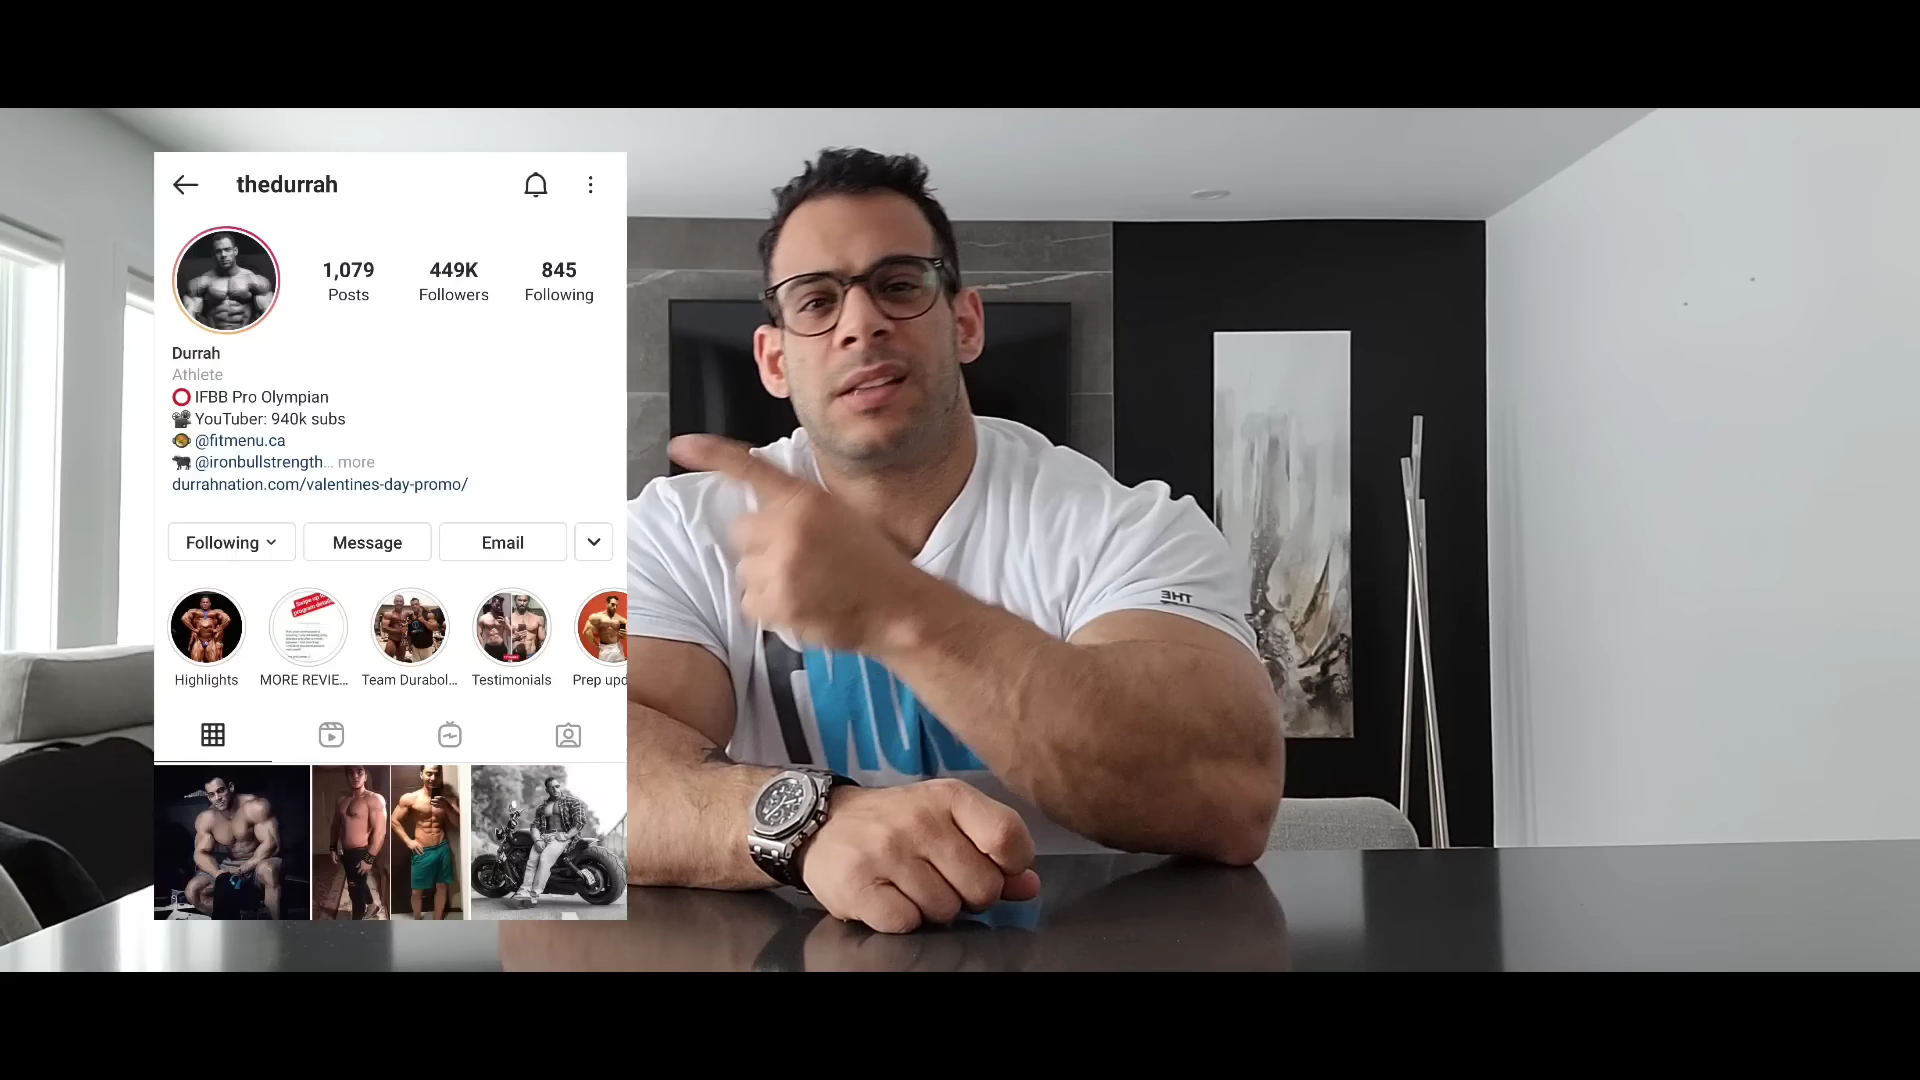 thedurrah
1,079 449K 845
Posts Followers Following
Durrah
Athlete
IFBB Pro Olympian
YouTuber: 940k subs
@fitmenu.ca
@ironbullstrength... more
durrahnation.com/valentines-day-promo/
Following Message Email
Highlights MORE REVIE... Team Durabol... Testimonials Prep upd
THE